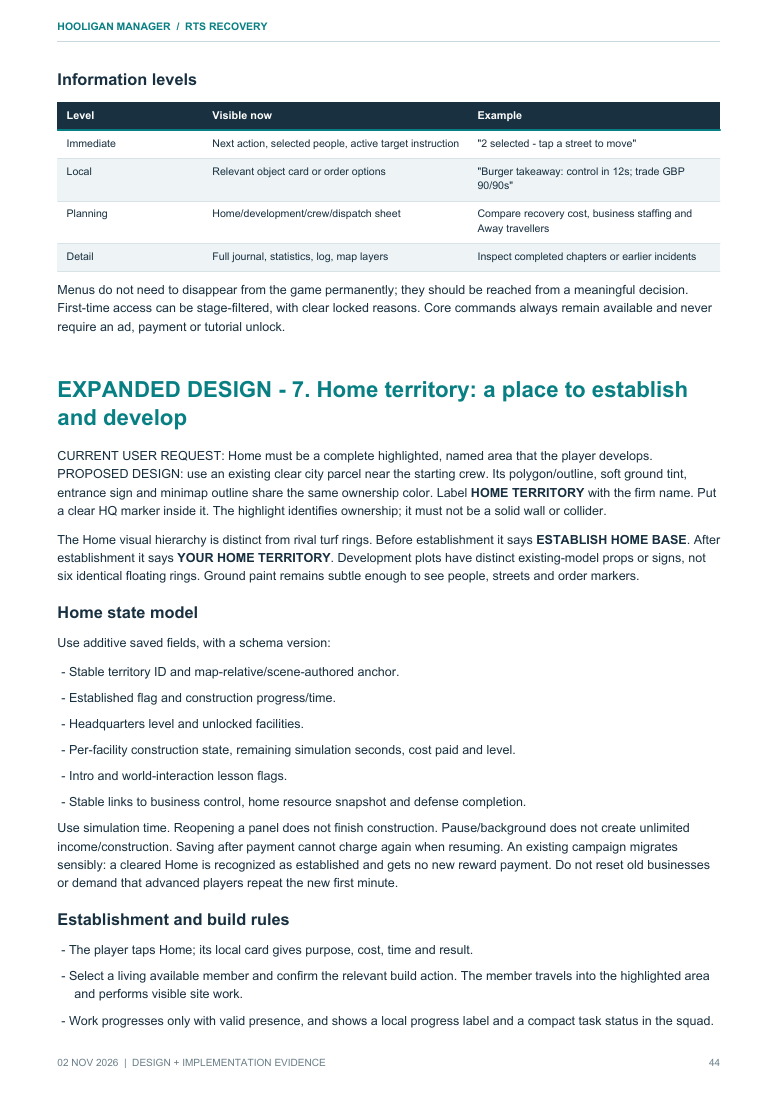 HOOLIGAN MANAGER / RTS RECOVERY
Information levels
Level Visible now Example
Immediate Next action, selected people, active target instruction "2 selected - tap a street to move"
Local Relevant object card or order options "Burger takeaway: control in 12s; trade GBP
90/90s"
Planning Home/development/crew/dispatch sheet Compare recovery cost, business staffing and
Away travellers
Detail Full journal, statistics, log, map layers Inspect completed chapters or earlier incidents
Menus do not need to disappear from the game permanently; they should be reached from a meaningful decision.
First-time access can be stage-filtered, with clear locked reasons. Core commands always remain available and never
require an ad, payment or tutorial unlock.
EXPANDED DESIGN - 7. Home territory: a place to establish
and develop
CURRENT USER REQUEST: Home must be a complete highlighted, named area that the player develops.
PROPOSED DESIGN: use an existing clear city parcel near the starting crew. Its polygon/outline, soft ground tint,
entrance sign and minimap outline share the same ownership color. Label HOME TERRITORY with the firm name. Put
a clear HQ marker inside it. The highlight identifies ownership; it must not be a solid wall or collider.
The Home visual hierarchy is distinct from rival turf rings. Before establishment it says ESTABLISH HOME BASE. After
establishment it says YOUR HOME TERRITORY. Development plots have distinct existing-model props or signs, not
six identical floating rings. Ground paint remains subtle enough to see people, streets and order markers.
Home state model
Use additive saved fields, with a schema version:
- Stable territory ID and map-relative/scene-authored anchor.
- Established flag and construction progress/time.
- Headquarters level and unlocked facilities.
- Per-facility construction state, remaining simulation seconds, cost paid and level.
- Intro and world-interaction lesson flags.
- Stable links to business control, home resource snapshot and defense completion.
Use simulation time. Reopening a panel does not finish construction. Pause/background does not create unlimited
income/construction. Saving after payment cannot charge again when resuming. An existing campaign migrates
sensibly: a cleared Home is recognized as established and gets no new reward payment. Do not reset old businesses
or demand that advanced players repeat the new first minute.
Establishment and build rules
- The player taps Home; its local card gives purpose, cost, time and result.
- Select a living available member and confirm the relevant build action. The member travels into the highlighted area
and performs visible site work.
- Work progresses only with valid presence, and shows a local progress label and a compact task status in the squad.
02 NOV 2026 | DESIGN + IMPLEMENTATION EVIDENCE 44